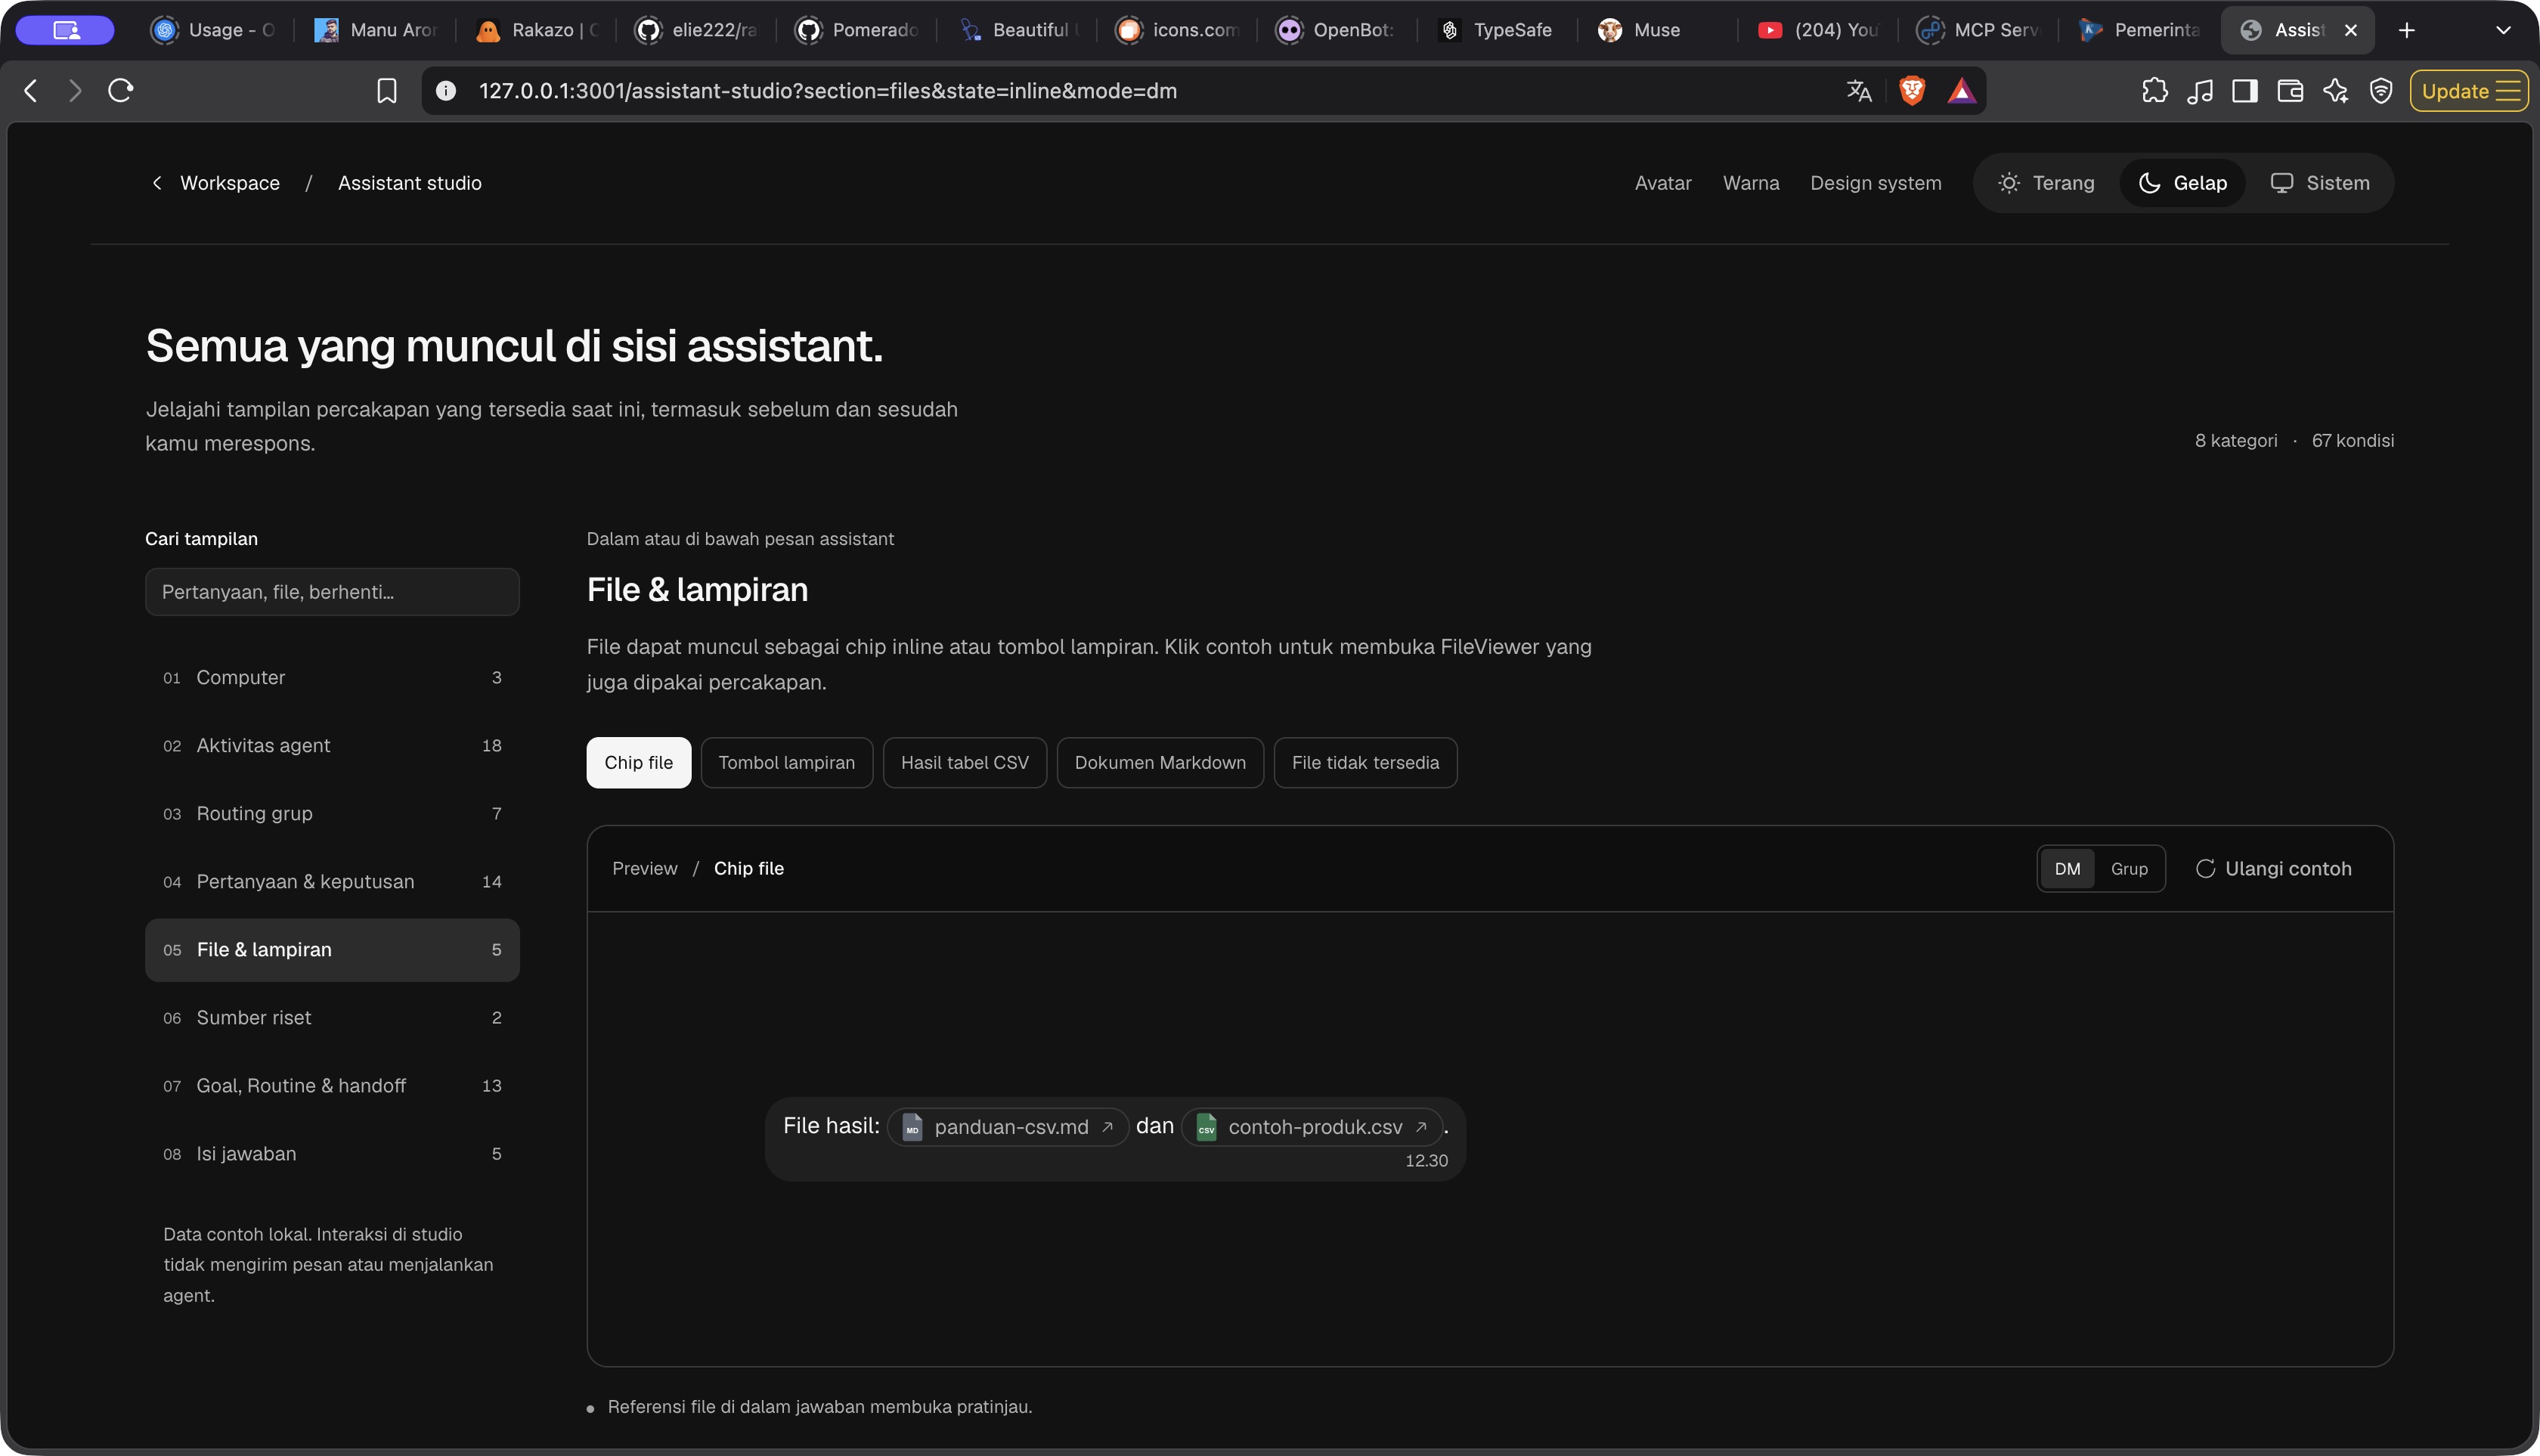 Usage - O
Manu Aror
Rakazo | C
elie222/ra
Pomerado
Beautiful U
icons.com
OpenBot:
TypeSafe
Muse
(204) You
MCP Serv
Pemerinta
Assist
127.0.0.1:3001/assistant-studio?section=files&state=inline&mode=dm
Update
Workspace / Assistant studio
Avatar
Warna
Design system
Terang
Gelap
Sistem
Semua yang muncul di sisi assistant.
Jelajahi tampilan percakapan yang tersedia saat ini, termasuk sebelum dan sesudah
kamu merespons.
8 kategori · 67 kondisi
Cari tampilan
Pertanyaan, file, berhenti...
01 Computer 3
02 Aktivitas agent 18
03 Routing grup 7
04 Pertanyaan & keputusan 14
05 File & lampiran 5
06 Sumber riset 2
07 Goal, Routine & handoff 13
08 Isi jawaban 5
Data contoh lokal. Interaksi di studio
tidak mengirim pesan atau menjalankan
agent.
Dalam atau di bawah pesan assistant
File & lampiran
File dapat muncul sebagai chip inline atau tombol lampiran. Klik contoh untuk membuka FileViewer yang
juga dipakai percakapan.
Chip file
Tombol lampiran
Hasil tabel CSV
Dokumen Markdown
File tidak tersedia
Preview / Chip file
DM
Grup
Ulangi contoh
File hasil: MD panduan-csv.md ↗ dan CSV contoh-produk.csv ↗ .
12.30
Referensi file di dalam jawaban membuka pratinjau.